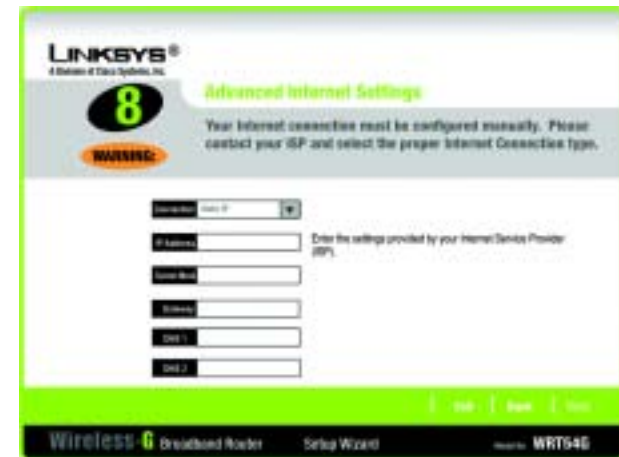 LINKSYS®
A Division of Cisco Systems, Inc.
8
Advanced Internet Settings
WARNING:
Your Internet connection must be configured manually. Please
contact your ISP and select the proper Internet Connection type.
Static IP
IP Address
Enter the settings provided by your Internet Service Provider
(ISP).
Subnet Mask
Gateway
DNS 1
DNS 2
Exit
Back
Wireless-G Broadband Router
Setup Wizard
WRT54G